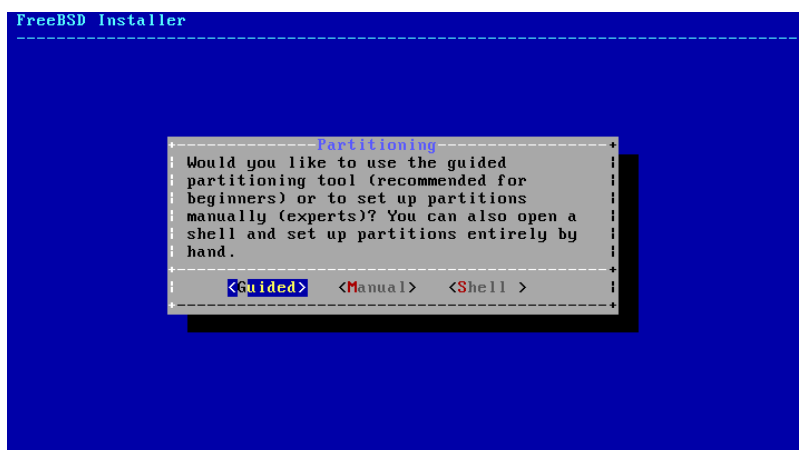 FreeBSD Installer
Partitioning
Would you like to use the guided
partitioning tool (recommended for
beginners) or to set up partitions
manually (experts)? You can also open a
shell and set up partitions entirely by
hand.
<Guided> <Manual> <Shell >